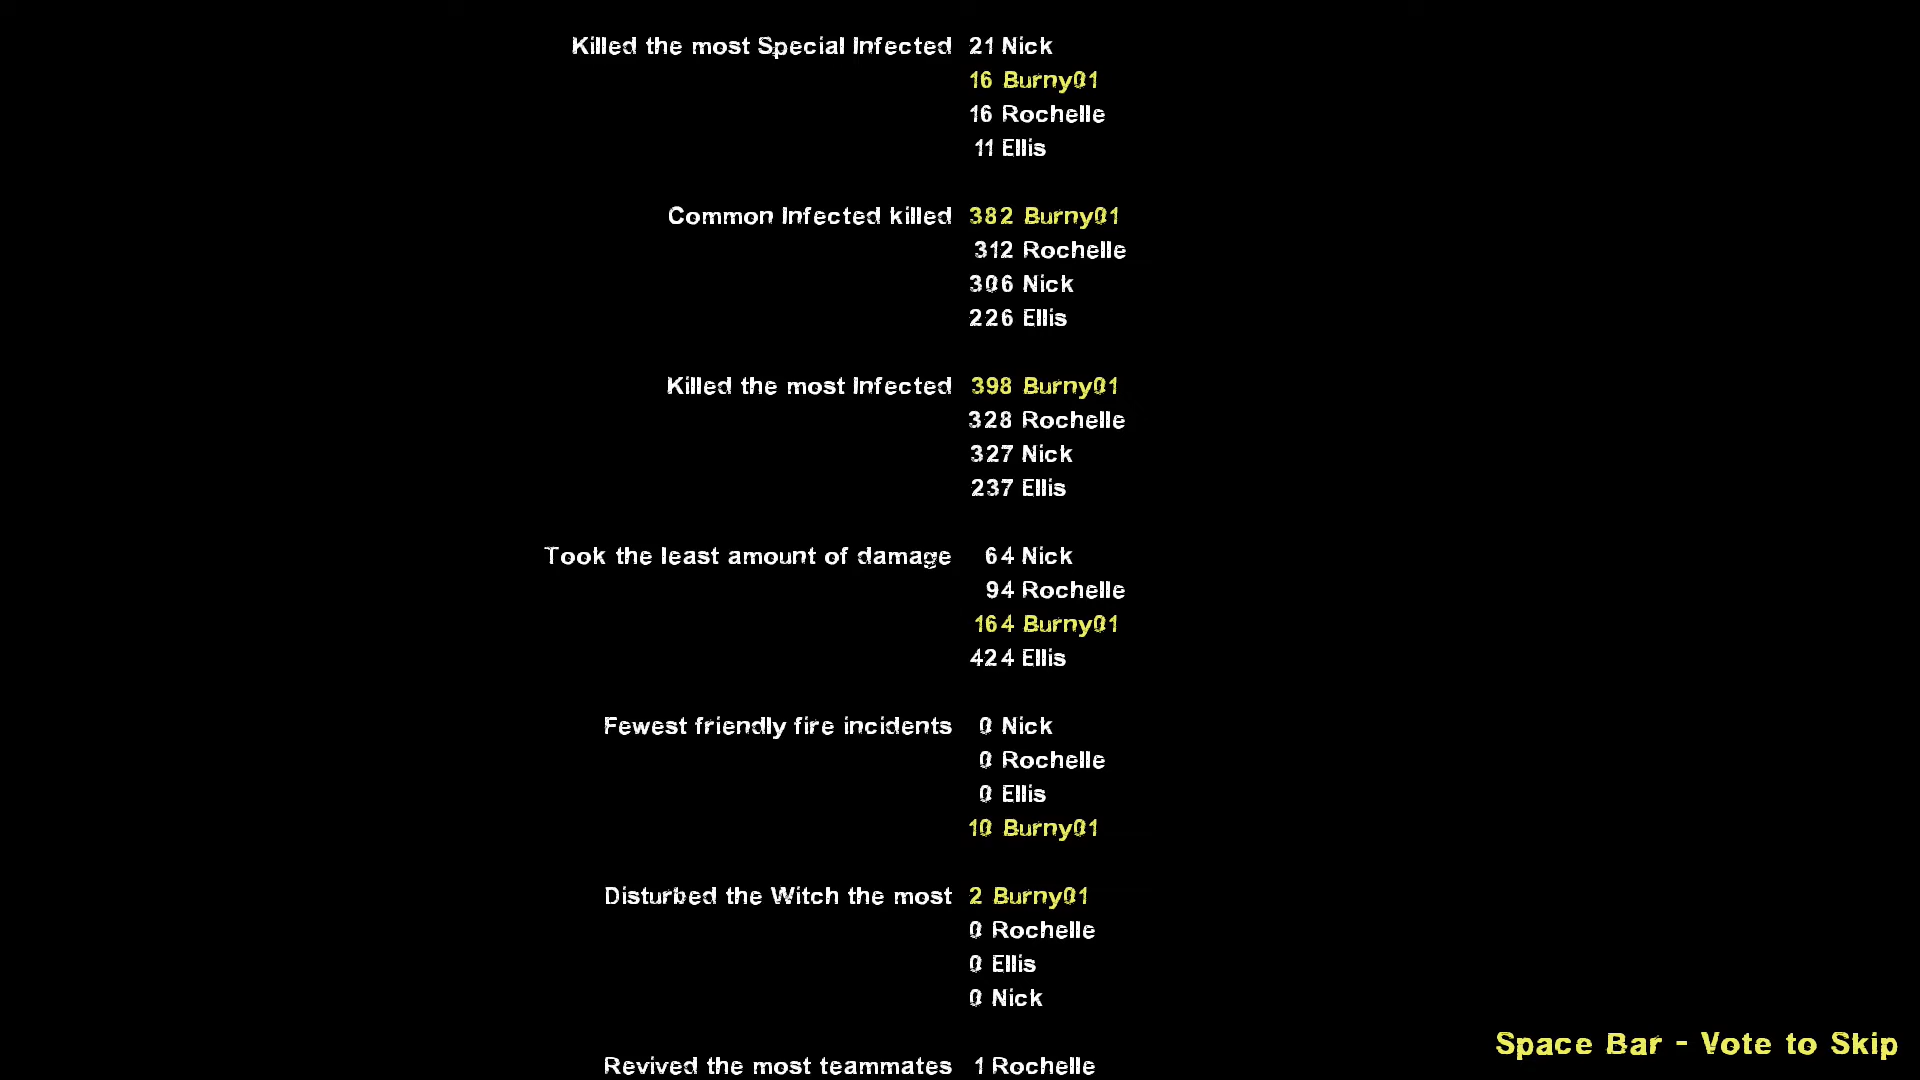 Killed the most Special Infected 21 Nick
16 Burny01
16 Rochelle
11 Ellis
Common Infected killed 382 Burny01
312 Rochelle
306 Nick
226 Ellis
Killed the most Infected 398 Burny01
328 Rochelle
327 Nick
237 Ellis
Took the least amount of damage 64 Nick
94 Rochelle
164 Burny01
424 Ellis
Fewest friendly fire incidents 0 Nick
0 Rochelle
0 Ellis
10 Burny01
Disturbed the Witch the most 2 Burny01
0 Rochelle
0 Ellis
0 Nick
Revived the most teammates 1 Rochelle
Space Bar - Vote to Skip